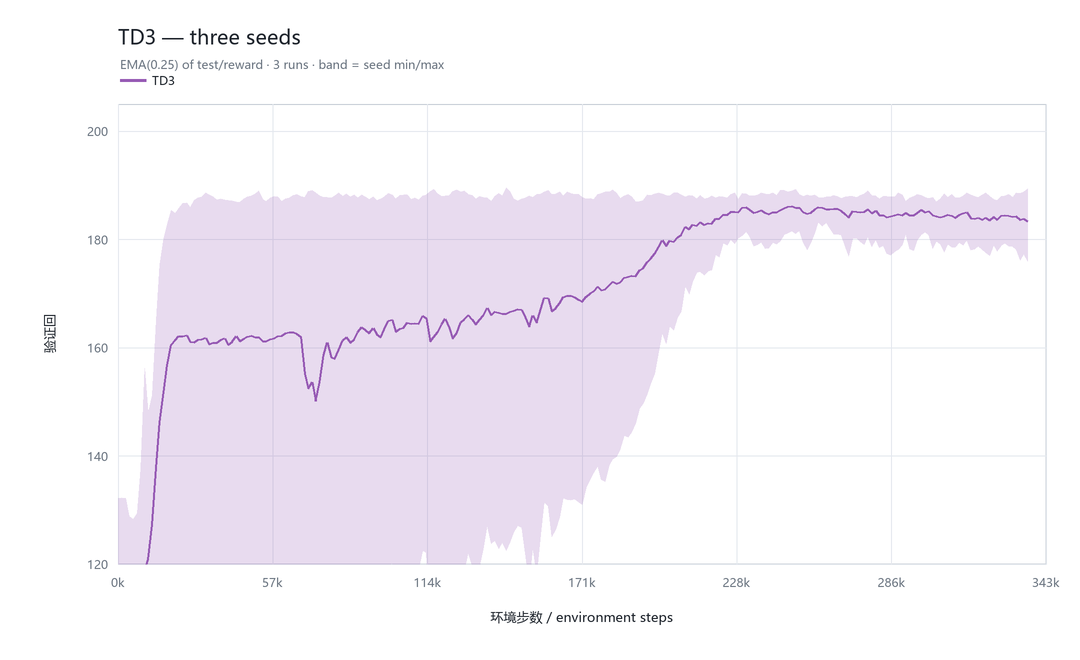 TD3 — three seeds
EMA(0.25) of test/reward · 3 runs · band = seed min/max
TD3
200
180
160
140
120
验证回
0k
57k
114k
171k
228k
286k
343k
环境步数 / environment steps